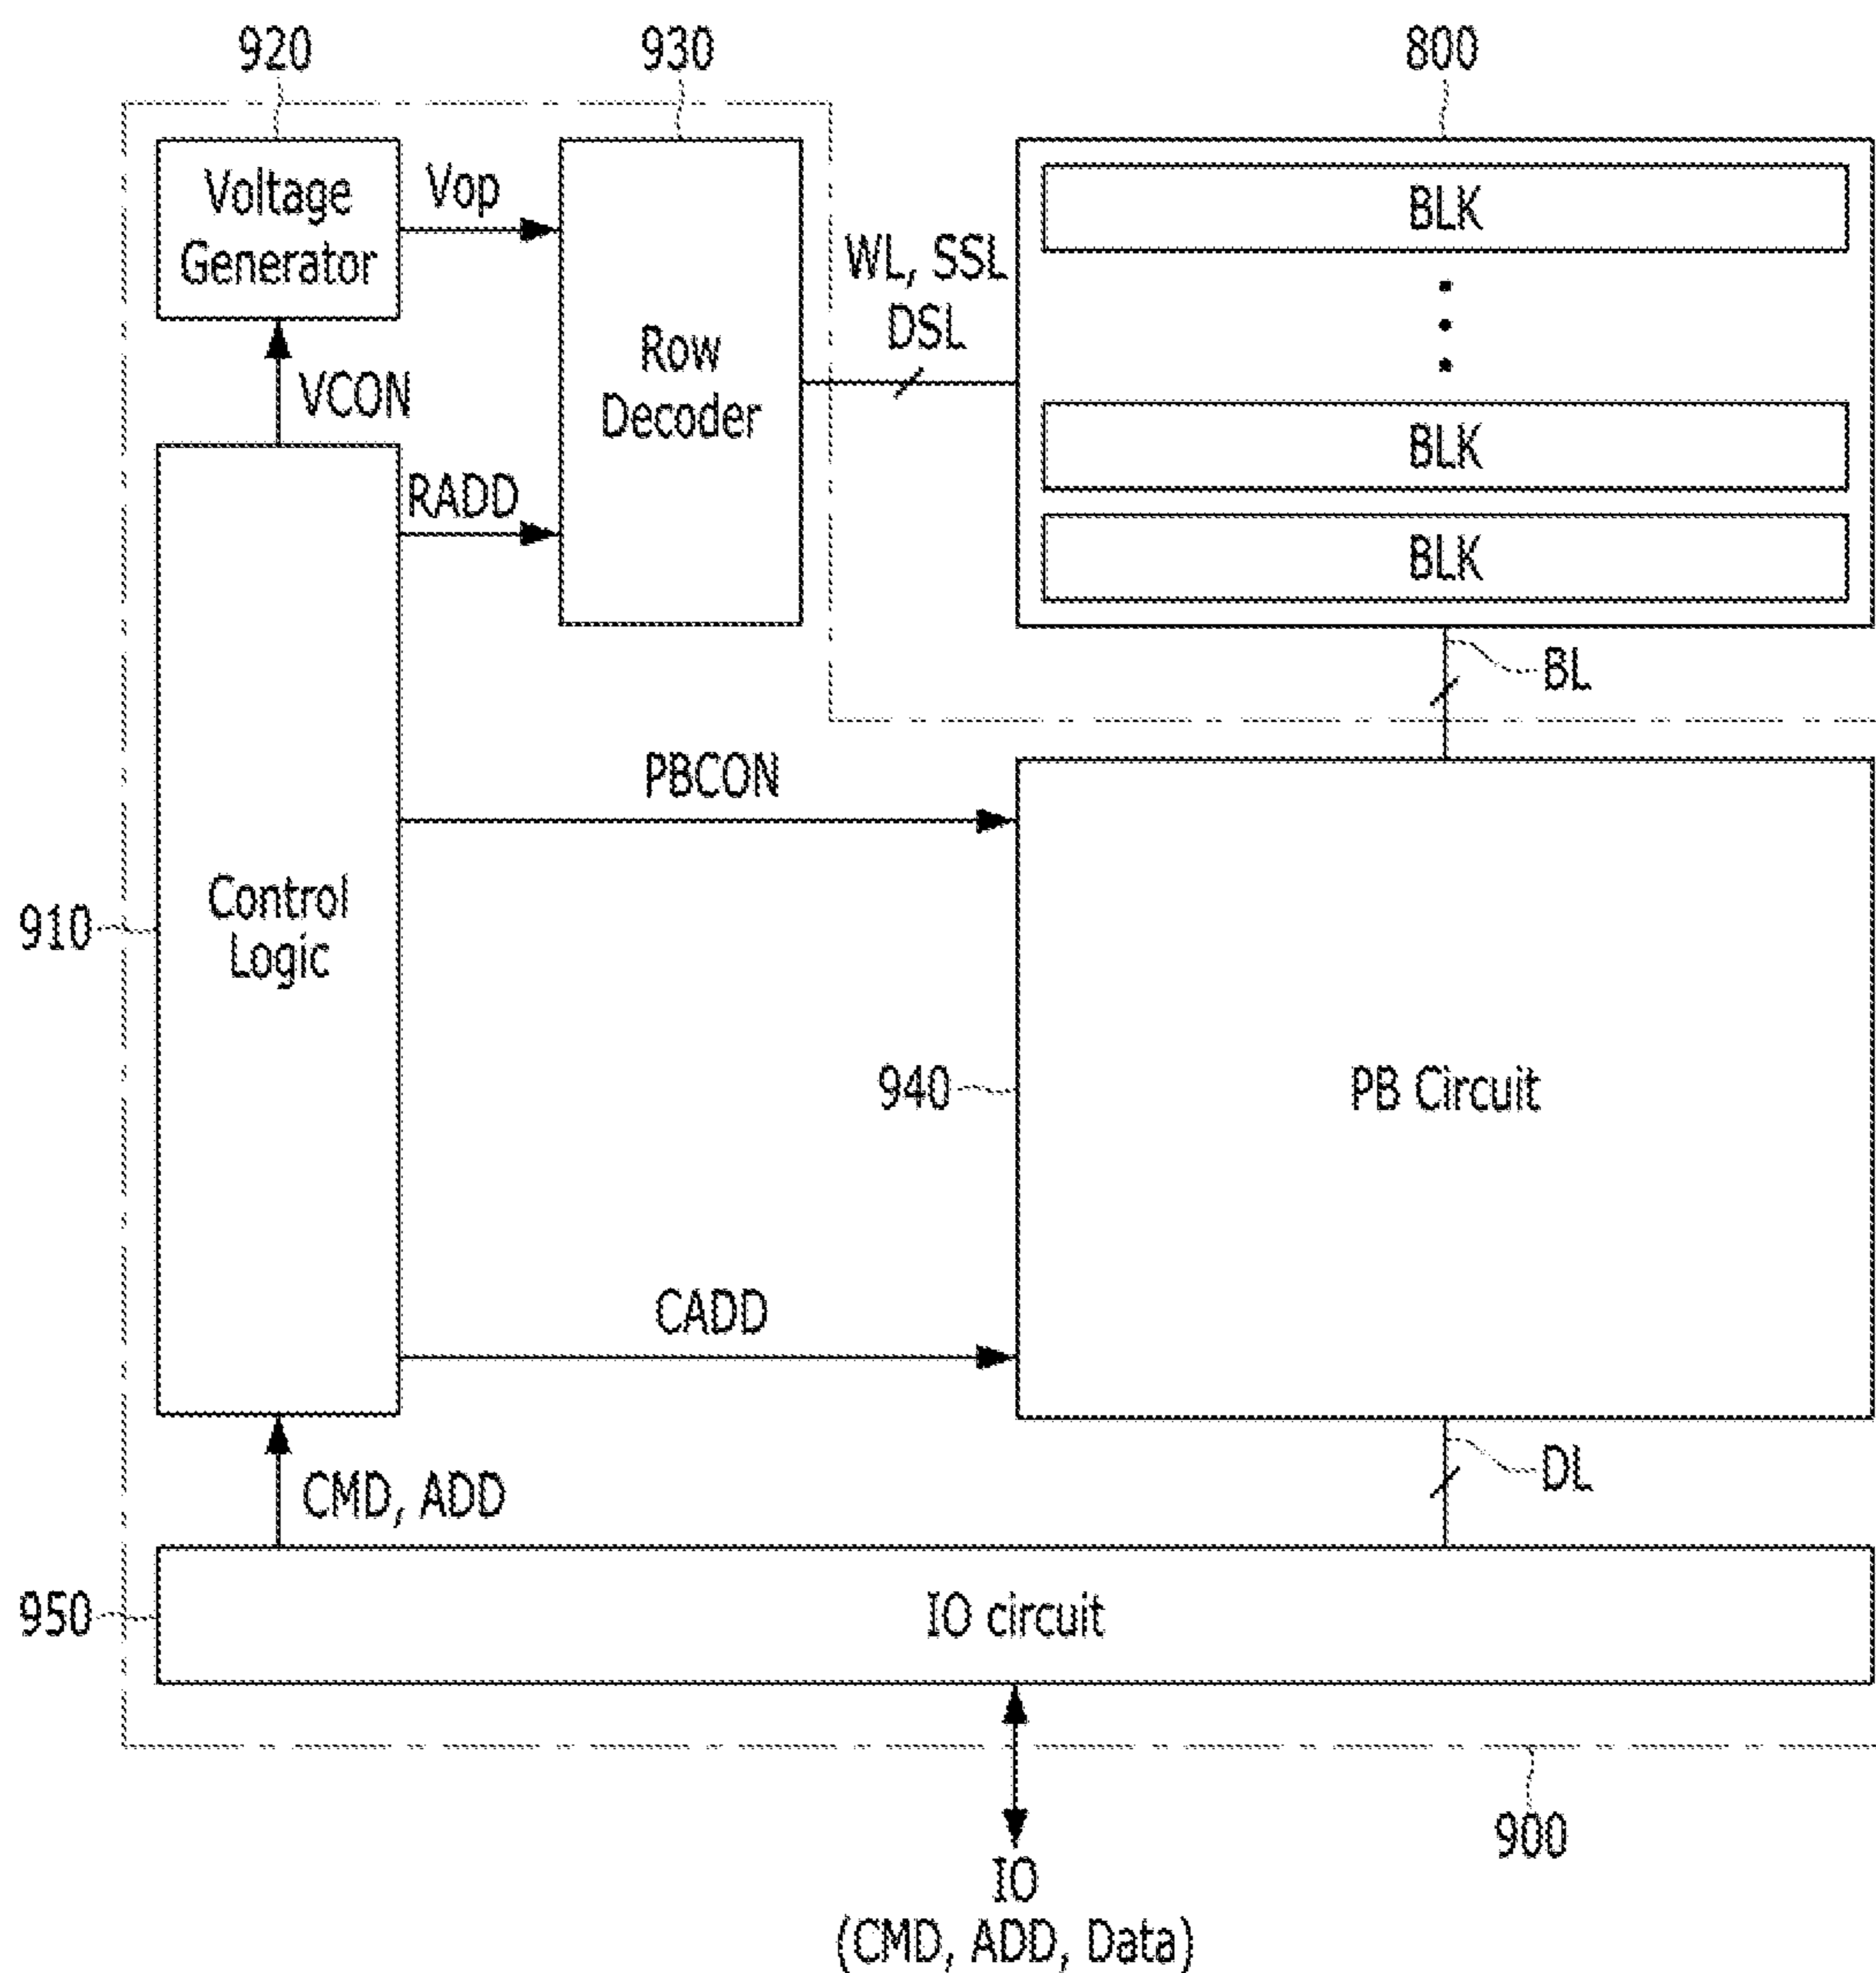 920
930
800
Voltage
Generator
Vop
BLK
WL, SSL
DSL
Row
Decoder
VCON
BLK
RADD
BLK
BL
PBCON
Control
Logic
910
940
PB Circuit
CADD
CMD, ADD
DL
950
IO circuit
900
IO
(CMD, ADD, Data)